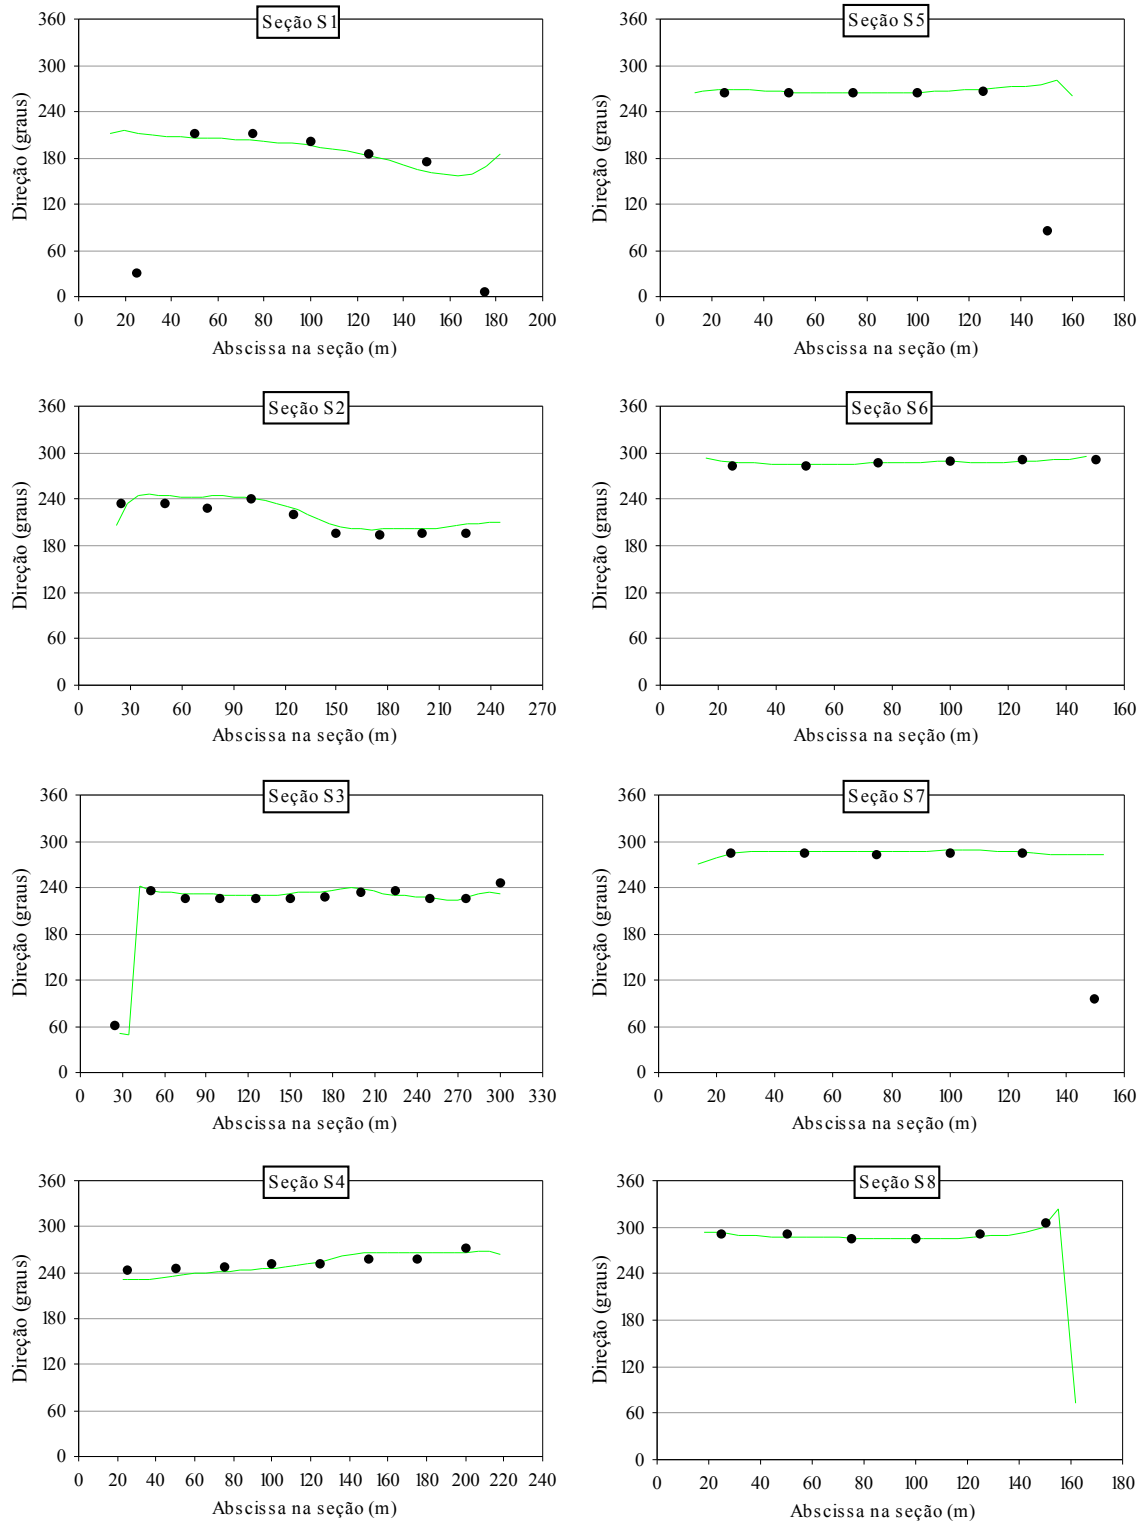 Seção S1
Direção (graus)
360
300
240
180
120
60
0
0 20 40 60 80 100 120 140 160 180 200
Abscissa na seção (m)
Seção S5
Direção (graus)
360
300
240
180
120
60
0
0 20 40 60 80 100 120 140 160 180
Abscissa na seção (m)
Seção S2
Direção (graus)
360
300
240
180
120
60
0
0 30 60 90 120 150 180 210 240 270
Abscissa na seção (m)
Seção S6
Direção (graus)
360
300
240
180
120
60
0
0 20 40 60 80 100 120 140 160
Abscissa na seção (m)
Seção S3
Direção (graus)
360
300
240
180
120
60
0
0 30 60 90 120 150 180 210 240 270 300 330
Abscissa na seção (m)
Seção S7
Direção (graus)
360
300
240
180
120
60
0
0 20 40 60 80 100 120 140 160
Abscissa na seção (m)
Seção S4
Direção (graus)
360
300
240
180
120
60
0
0 20 40 60 80 100 120 140 160 180 200 220 240
Abscissa na seção (m)
Seção S8
Direção (graus)
360
300
240
180
120
60
0
0 20 40 60 80 100 120 140 160 180
Abscissa na seção (m)